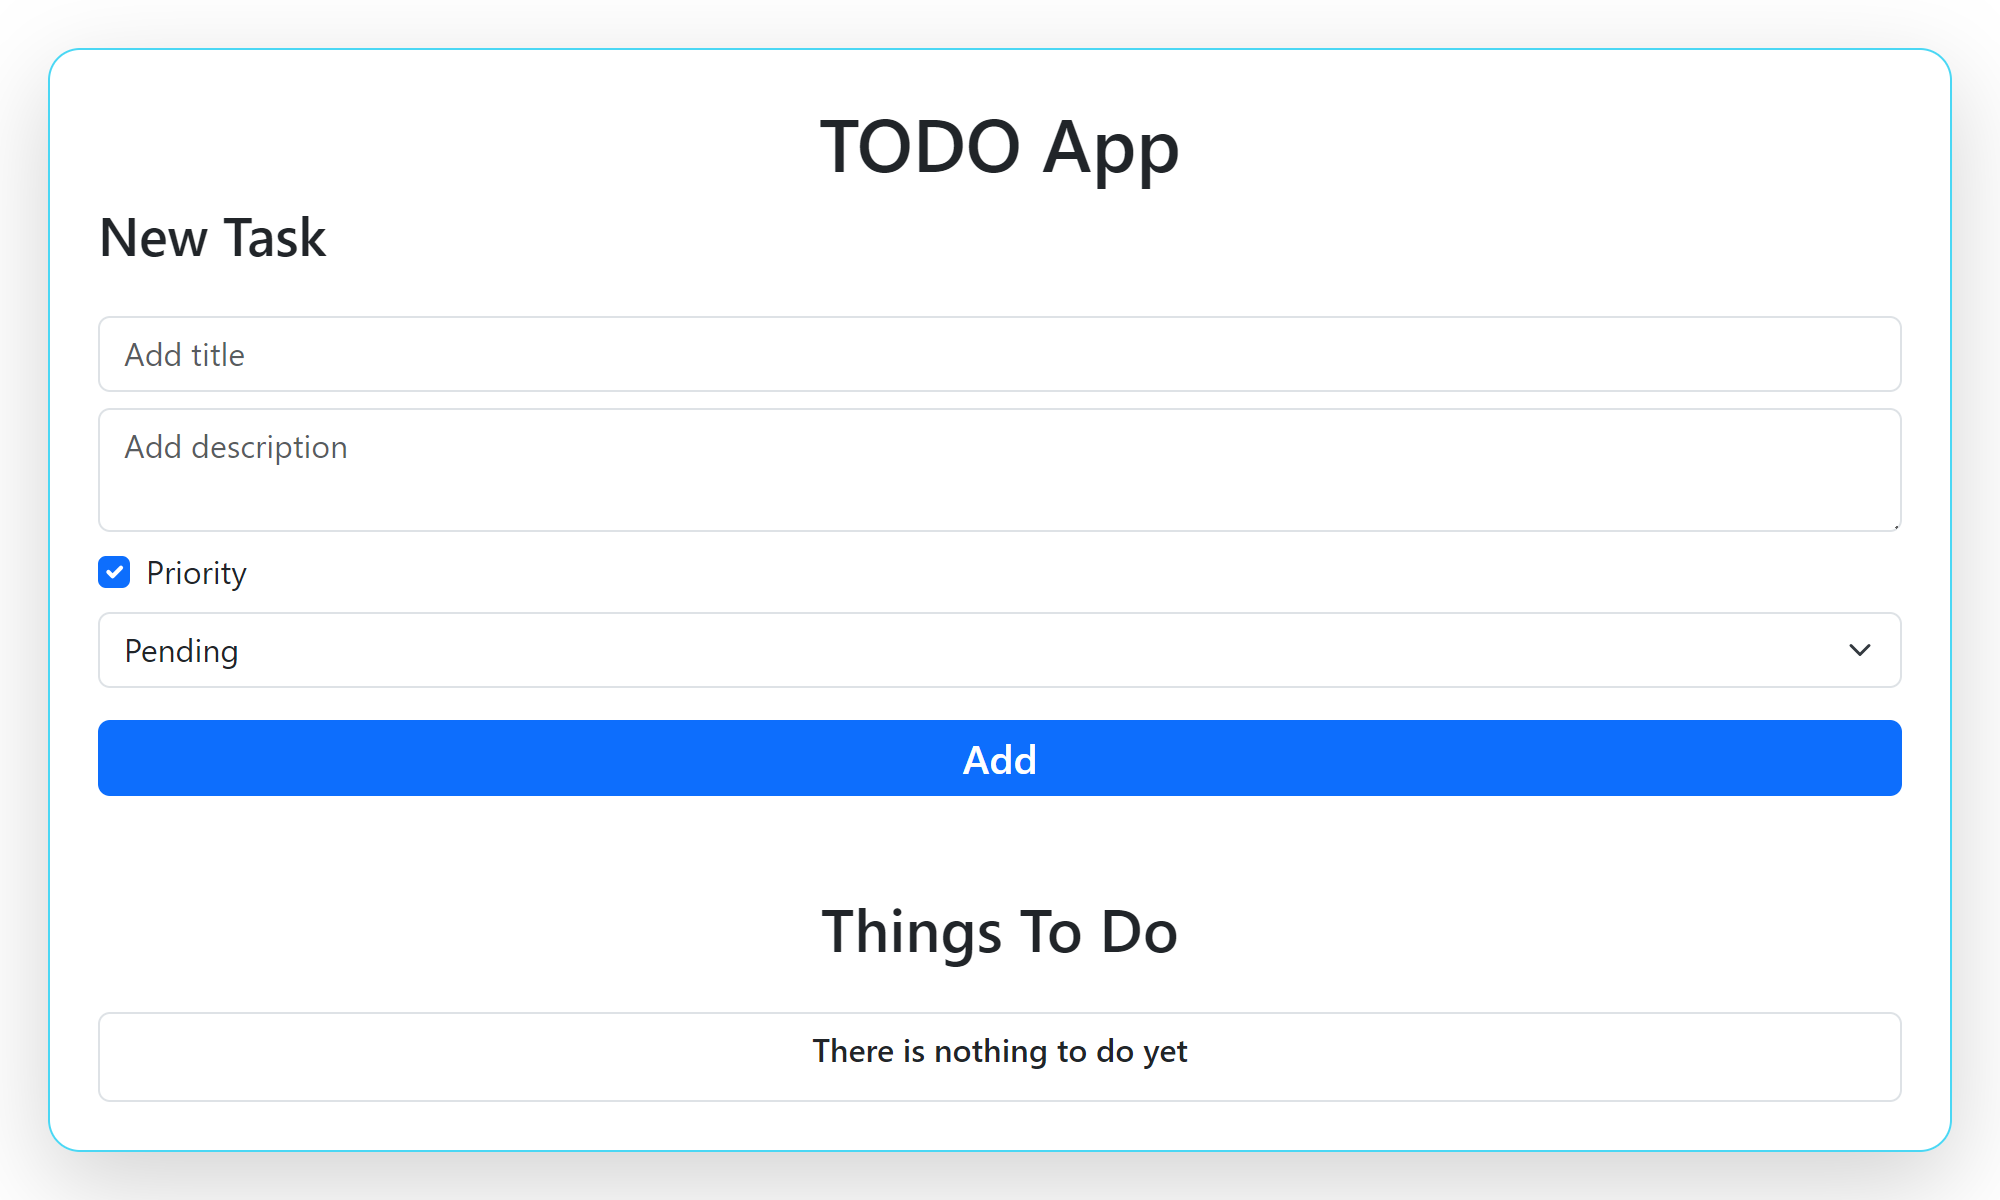 TODO App
New Task
Add title
Add description
Priority
Pending
Add
Things To Do
There is nothing to do yet